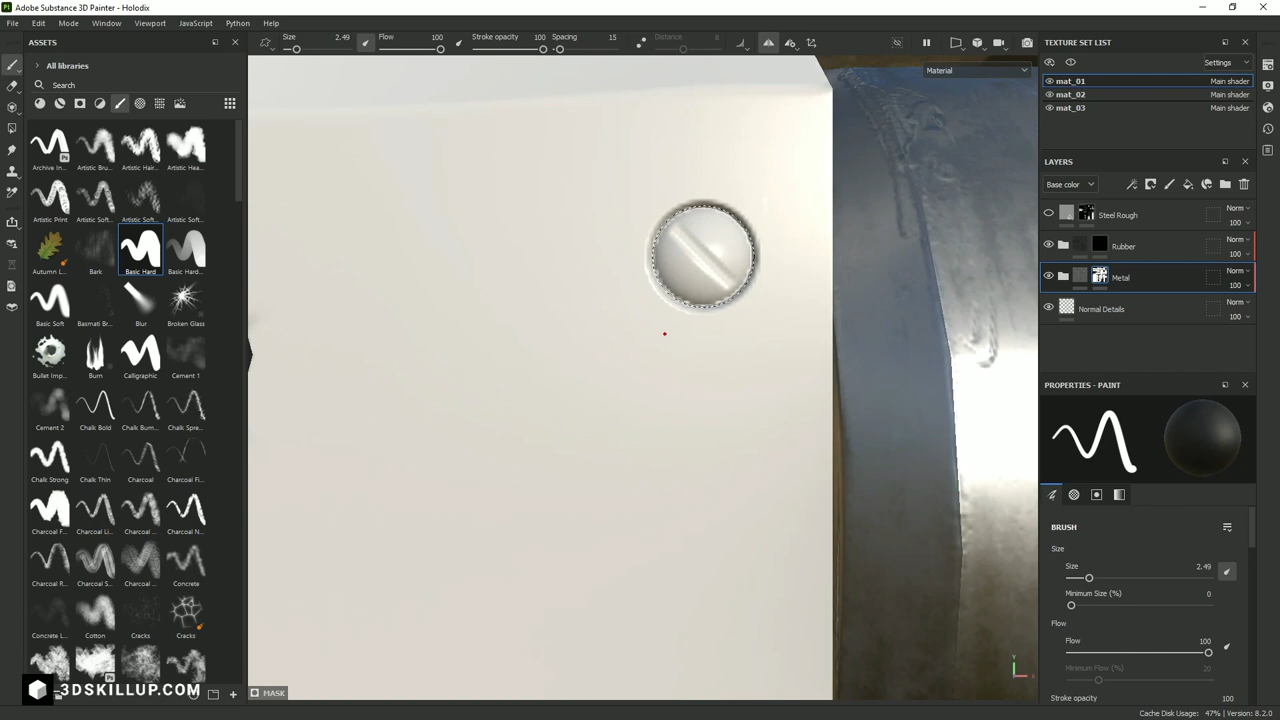 Adobe Substance 3D Painter - Holodix
File Edit Mode Window Viewport JavaScript Python Help
ASSETS
All libraries
Search
Archive In...
Artistic Bru...
Artistic Hair...
Artistic Hea...
Artistic Print
Artistic Soft...
Artistic Soft...
Artistic Soft...
Autumn L...
Bark
Basic Hard
Basic Hard...
Basic Soft
Basmati Br...
Blur
Broken Glass
Bullet Imp...
Burn
Calligraphic
Cement 1
Cement 2
Chalk Bold
Chalk Bum...
Chalk Spre...
Chalk Strong
Chalk Thin
Charcoal
Charcoal Fi...
Charcoal F...
Charcoal Li...
Charcoal ...
Charcoal N...
Charcoal R...
Charcoal S...
Charcoal ...
Concrete
Concrete L...
Cotton
Cracks
Cracks
3DSKILLUP.COM
Size 2.49
Flow 100
Stroke opacity 100
Spacing 15
Distance 8
Material
MASK
Y
TEXTURE SET LIST
Settings
mat_01 Main shader
mat_02 Main shader
mat_03 Main shader
LAYERS
Base color
Steel Rough Norm 100
Rubber Norm 100
Metal Norm 100
Normal Details Norm 100
PROPERTIES - PAINT
BRUSH
Size
Size 2.49
Minimum Size (%) 0
Flow
Flow 100
Minimum Flow (%) 20
Stroke opacity 100
Cache Disk Usage: 47% | Version: 8.2.0